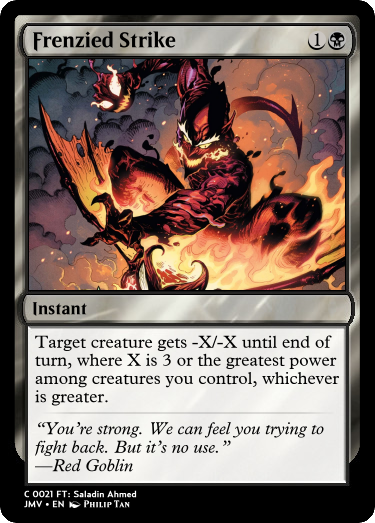 Frenzied Strike 1
Instant
Target creature gets -X/-X until end of
turn, where X is 3 or the greatest power
among creatures you control, whichever
is greater.
“You’re strong. We can feel you trying to
fight back. But it’s no use.”
—Red Goblin
C 0021 FT: Saladin Ahmed
JMV • EN Philip Tan